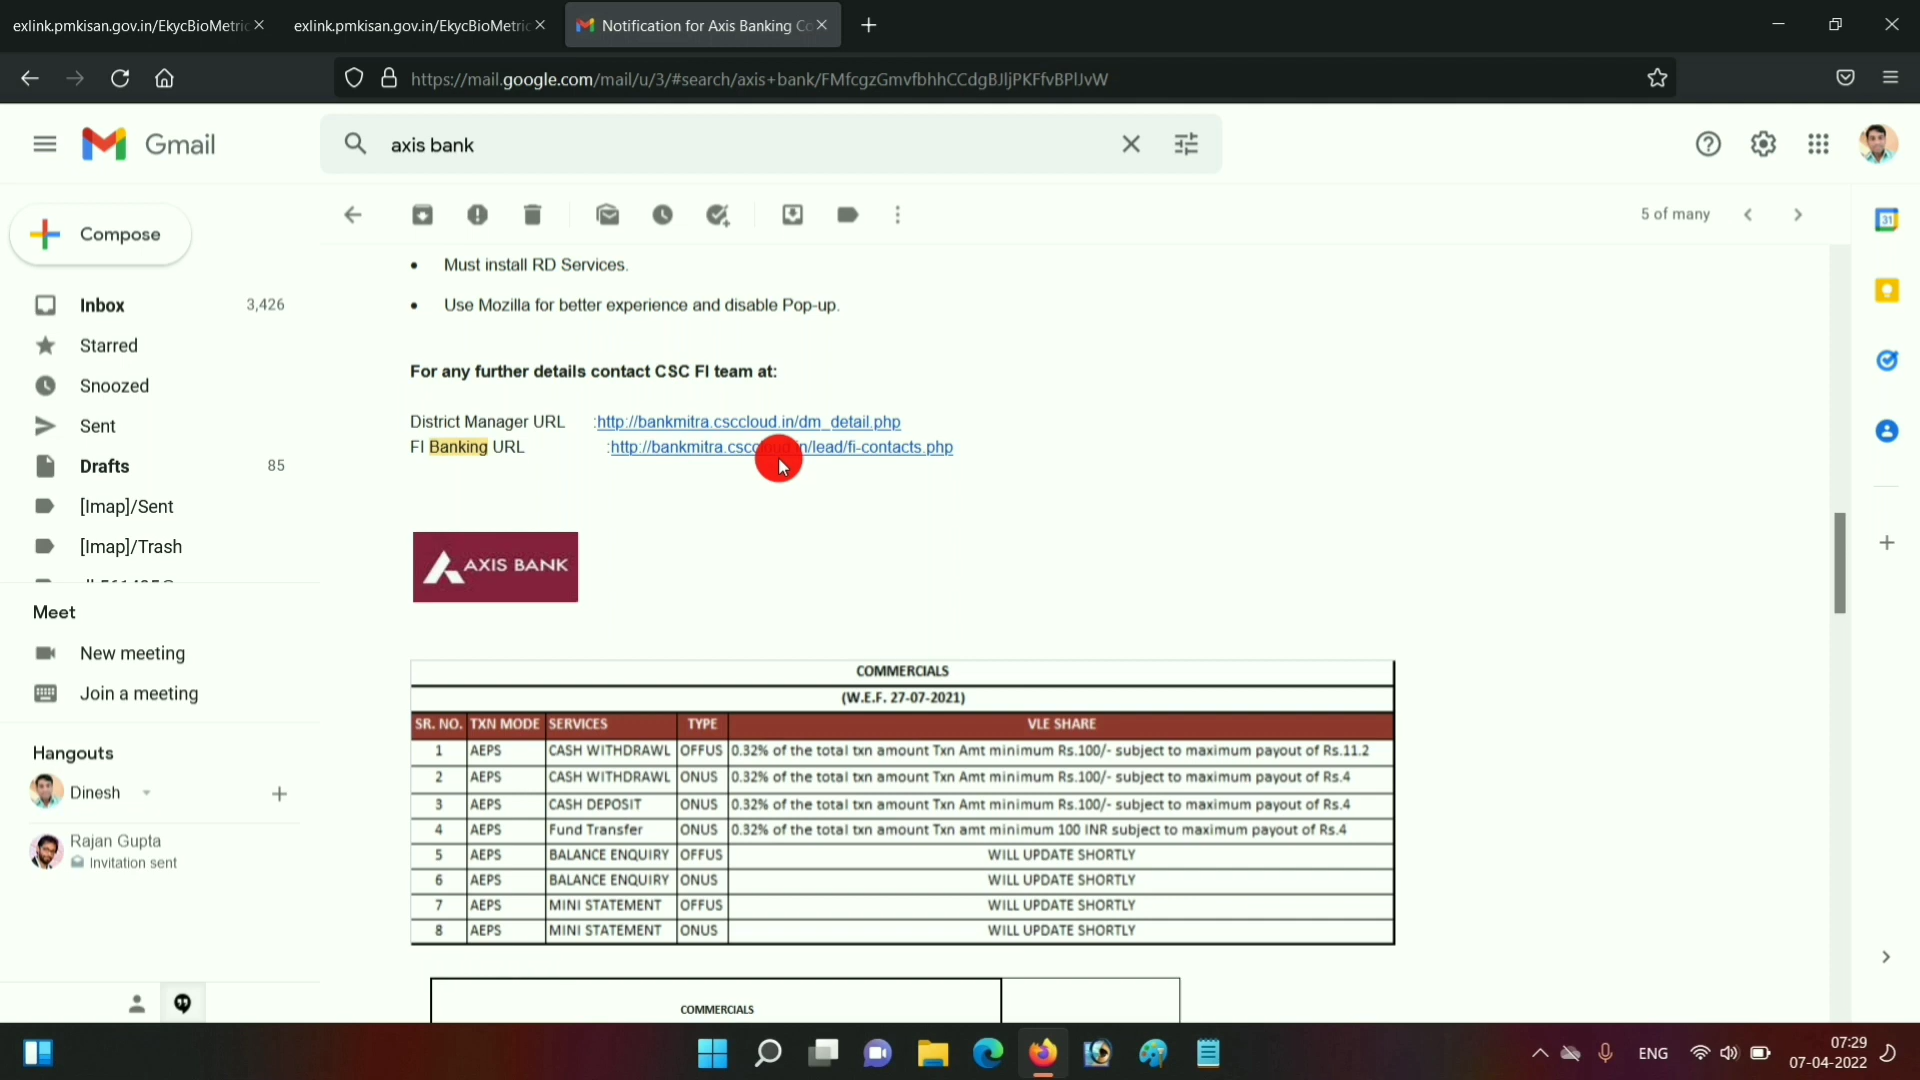 exlink.pmkisan.gov.in/EkycBioMetric
exlink.pmkisan.gov.in/EkycBioMetric
Notification for Axis Banking Co
https://mail.google.com/mail/u/3/#search/axis+bank/FMfcgzGmvfbhhCCdgBJljPKFfvBPlJvW
Gmail
axis bank
Compose
5 of many
31
Inbox 3,426
Starred
Snoozed
Sent
Drafts 85
[Imap]/Sent
[Imap]/Trash
Meet
New meeting
Join a meeting
Hangouts
Dinesh
Rajan Gupta
Invitation sent
• Must install RD Services.
• Use Mozilla for better experience and disable Pop-up.
For any further details contact CSC FI team at:
District Manager URL :http://bankmitra.csccloud.in/dm_detail.php
FI Banking URL :http://bankmitra.csccloud.in/lead/fi-contacts.php
AXIS BANK
COMMERCIALS
(W.E.F. 27-07-2021)
SR. NO. TXN MODE SERVICES TYPE VLE SHARE
1 AEPS CASH WITHDRAWL OFFUS 0.32% of the total txn amount Txn Amt minimum Rs.100/- subject to maximum payout of Rs.11.2
2 AEPS CASH WITHDRAWL ONUS 0.32% of the total txn amount Txn Amt minimum Rs.100/- subject to maximum payout of Rs.4
3 AEPS CASH DEPOSIT ONUS 0.32% of the total txn amount Txn Amt minimum Rs.100/- subject to maximum payout of Rs.4
4 AEPS Fund Transfer ONUS 0.32% of the total txn amount Txn amt minimum 100 INR subject to maximum payout of Rs.4
5 AEPS BALANCE ENQUIRY OFFUS WILL UPDATE SHORTLY
6 AEPS BALANCE ENQUIRY ONUS WILL UPDATE SHORTLY
7 AEPS MINI STATEMENT OFFUS WILL UPDATE SHORTLY
8 AEPS MINI STATEMENT ONUS WILL UPDATE SHORTLY
COMMERCIALS
ENG
07:29
07-04-2022